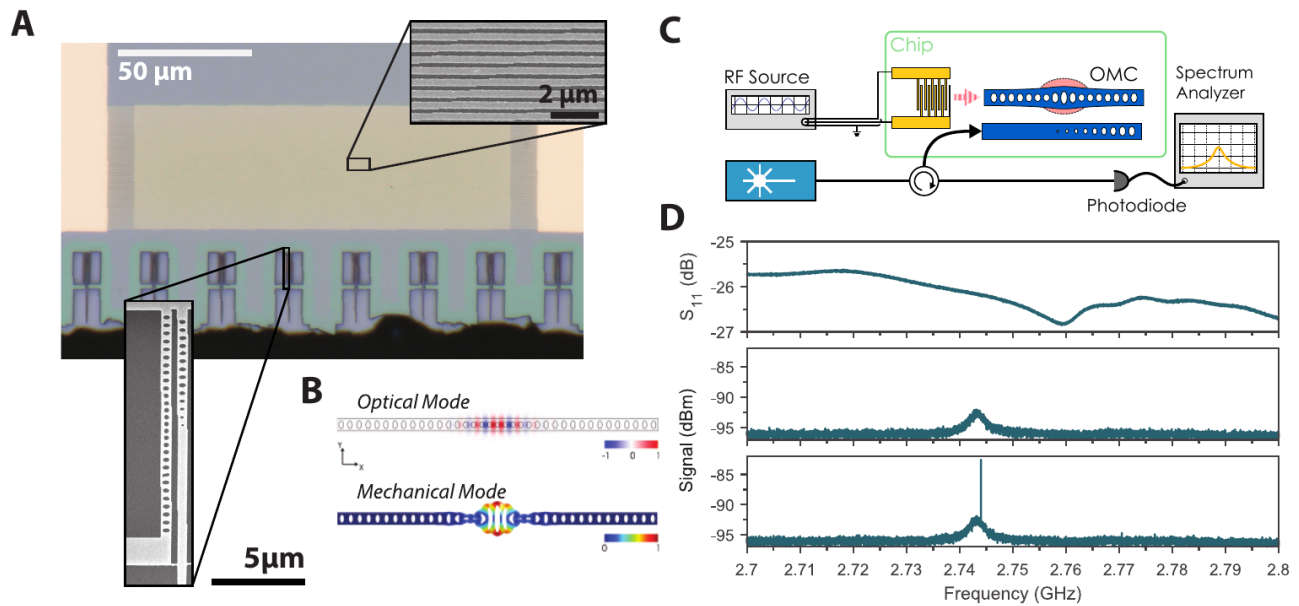 A
50 µm
2 µm
5µm
B
Optical Mode
Y
X
-1 0 1
Mechanical Mode
0 1
C
Chip
RF Source
OMC
Spectrum
Analyzer
Photodiode
D
S11 (dB)
-25
-26
-27
Signal (dBm)
-85
-90
-95
-85
-90
-95
2.7 2.71 2.72 2.73 2.74 2.75 2.76 2.77 2.78 2.79 2.8
Frequency (GHz)